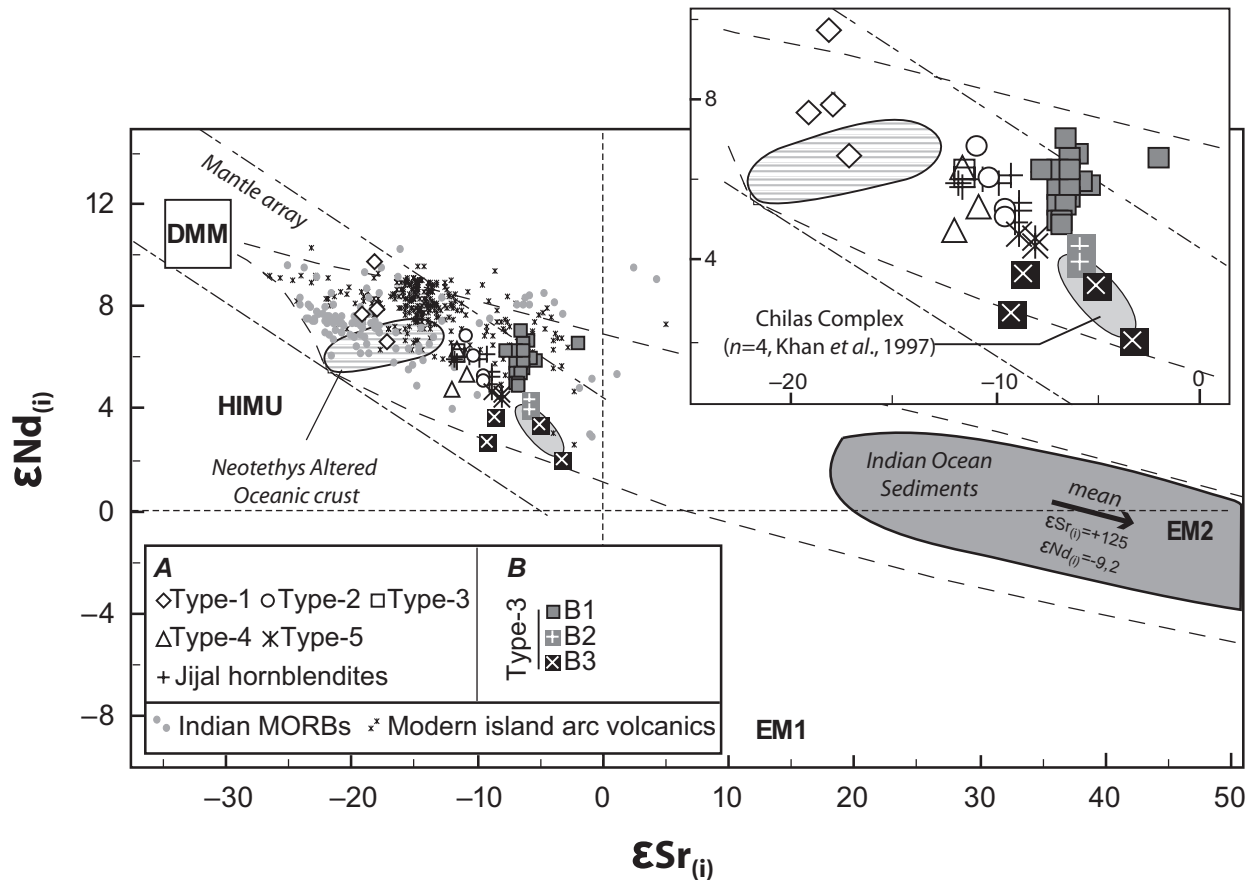 8
4
−20
−10
0
Chilas Complex
(n=4, Khan et al., 1997)
12
8
4
0
−4
−8
εNd(i)
Mantle array
DMM
HIMU
Neotethys Altered
Oceanic crust
Indian Ocean
Sediments
mean
εSr(i)=+125
εNd(i)=-9,2
EM2
EM1
A
Type-1 Type-2 Type-3
Type-4 Type-5
Jijal hornblendites
B
Type-3
B1
B2
B3
Indian MORBs Modern island arc volcanics
−30 −20 −10 0 10 20 30 40 50
εSr(i)